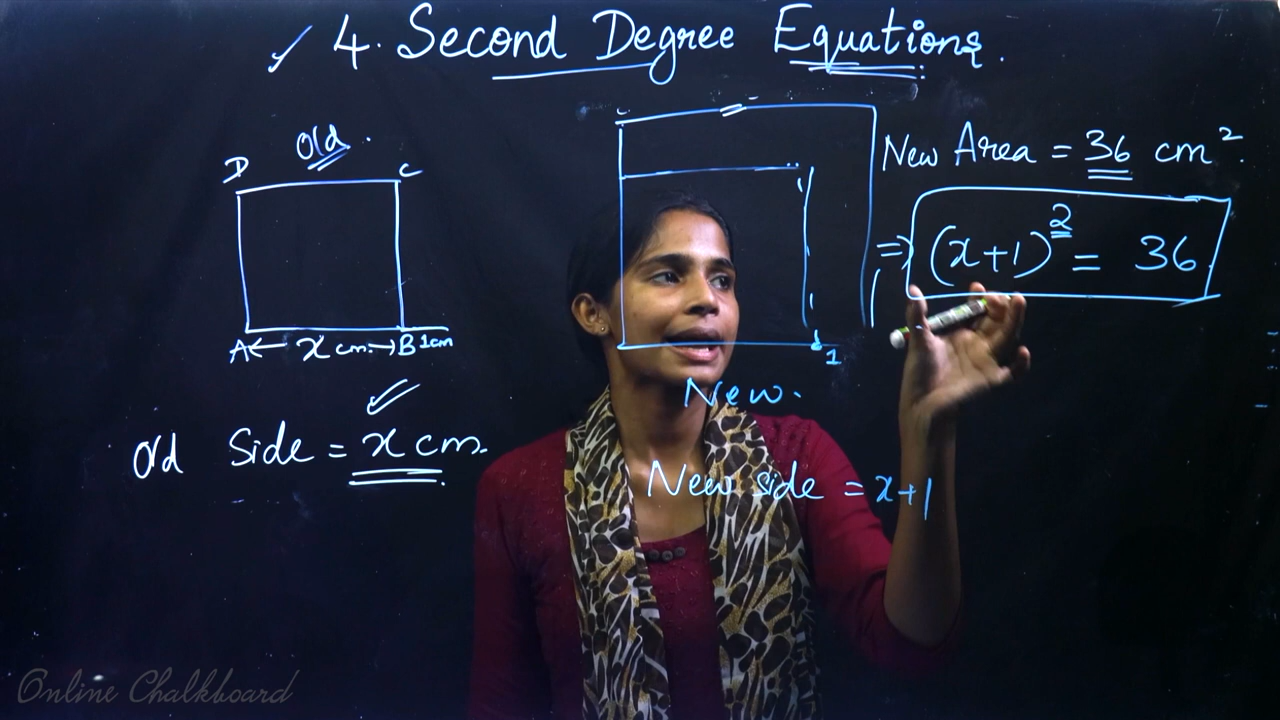 4. Second Degree Equations.
Old.
D C
A ← x cm. → B 1cm
Old Side = x cm.
1
New.
New side = x+1
New Area = 36 cm².
⇒ (x+1)² = 36
Online Chalkboard